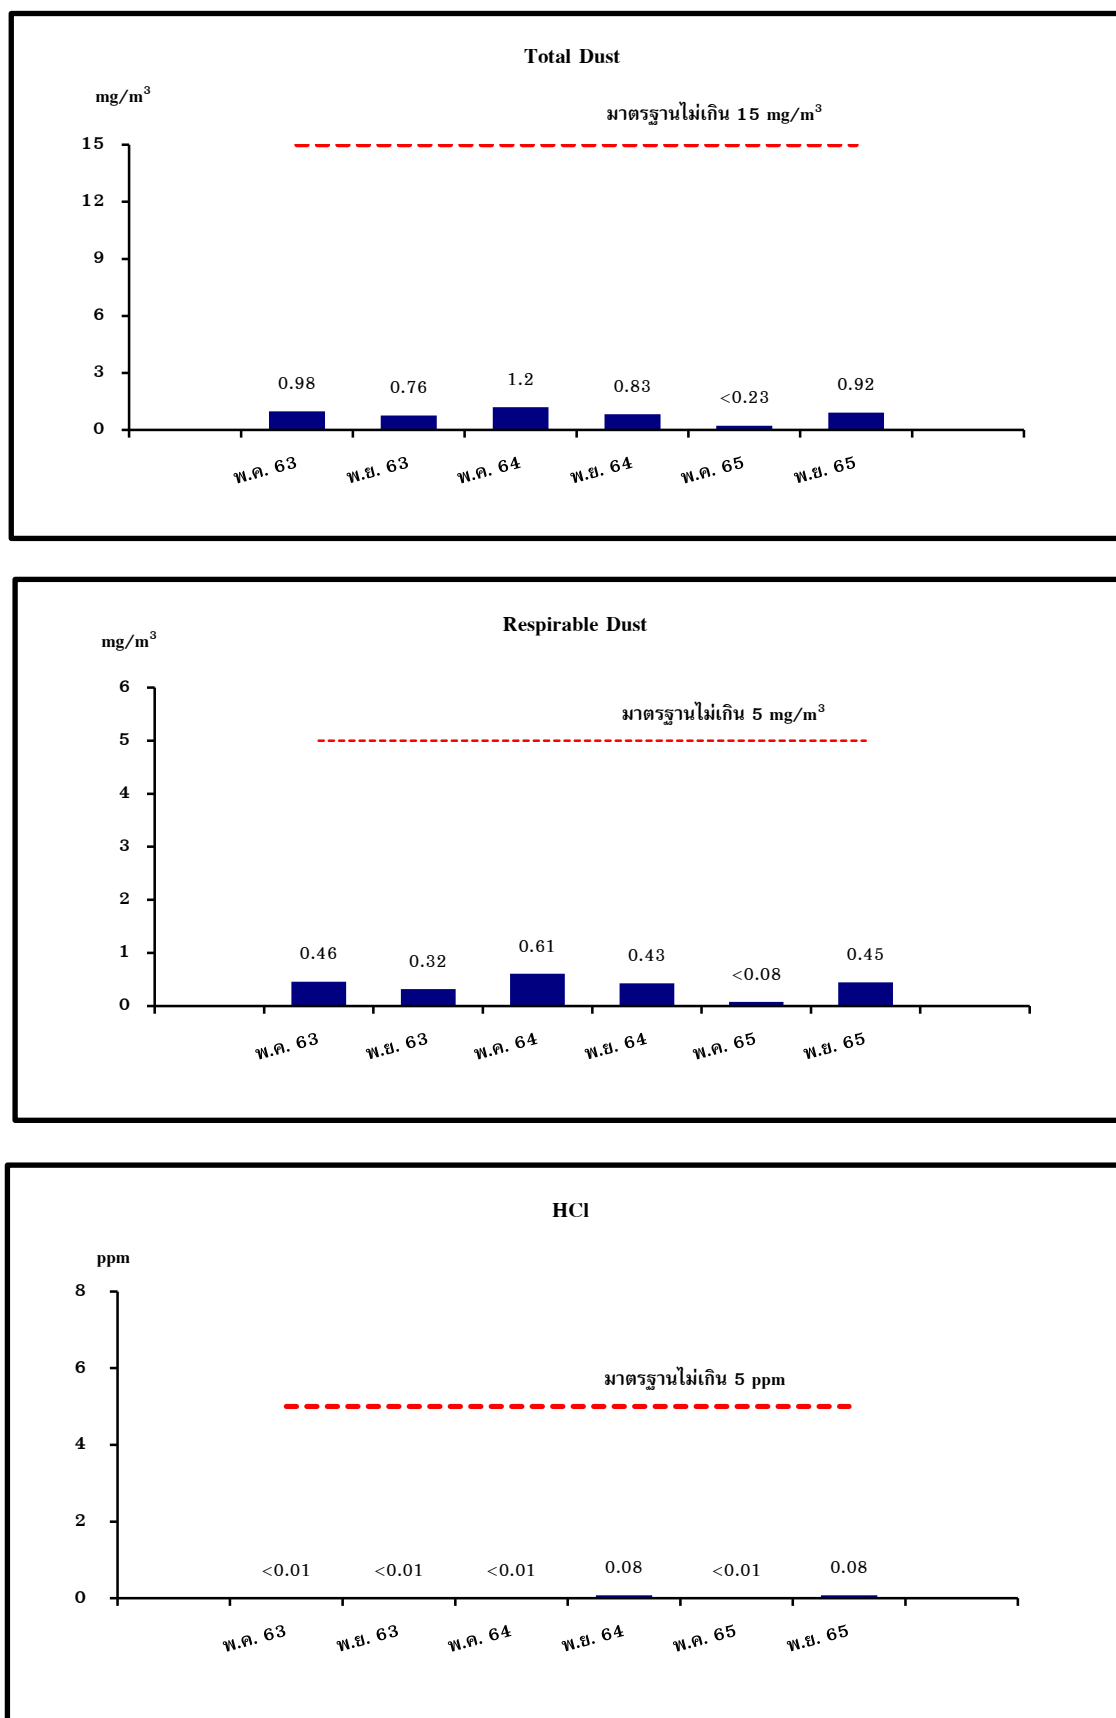 Total Dust
mg/m³
มาตรฐานไม่เกิน 15 mg/m³
15
12
9
6
3
0
0.98 0.76 1.2 0.83 <0.23 0.92
พ.ค. 63 พ.ย. 63 พ.ค. 64 พ.ย. 64 พ.ค. 65 พ.ย. 65
Respirable Dust
mg/m³
มาตรฐานไม่เกิน 5 mg/m³
6
5
4
3
2
1
0
0.46 0.32 0.61 0.43 <0.08 0.45
พ.ค. 63 พ.ย. 63 พ.ค. 64 พ.ย. 64 พ.ค. 65 พ.ย. 65
HCl
ppm
มาตรฐานไม่เกิน 5 ppm
8
6
4
2
0
<0.01 <0.01 <0.01 0.08 <0.01 0.08
พ.ค. 63 พ.ย. 63 พ.ค. 64 พ.ย. 64 พ.ค. 65 พ.ย. 65